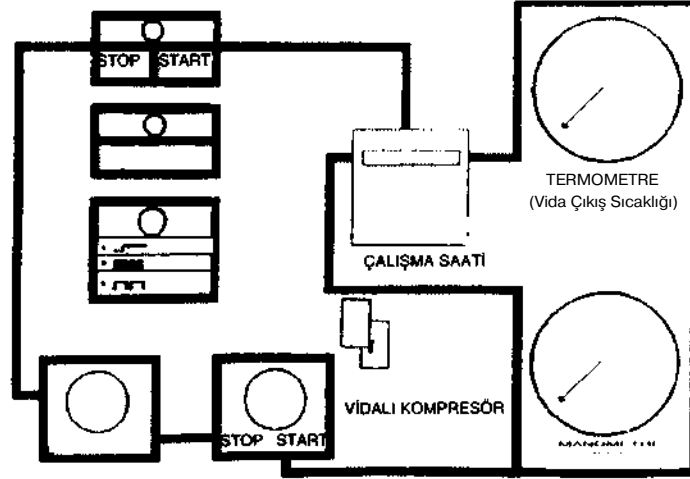 STOP START
TERMOMETRE
(Vida Çıkış Sıcaklığı)
ÇALIŞMA SAATİ
VİDALI KOMPRESÖR
STOP START